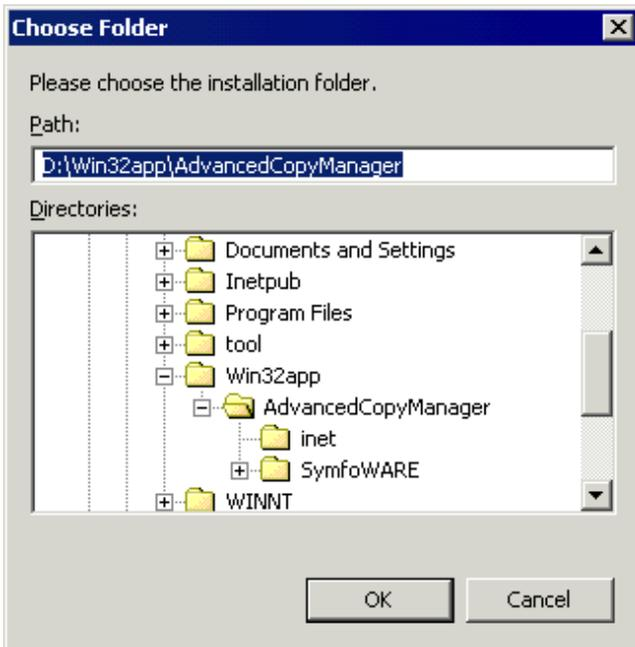 Choose Folder
Please choose the installation folder.
Path:
D:\Win32app\AdvancedCopyManager
Directories:
Documents and Settings
Inetpub
Program Files
tool
Win32app
AdvancedCopyManager
inet
SymfoWARE
WINNT
OK Cancel